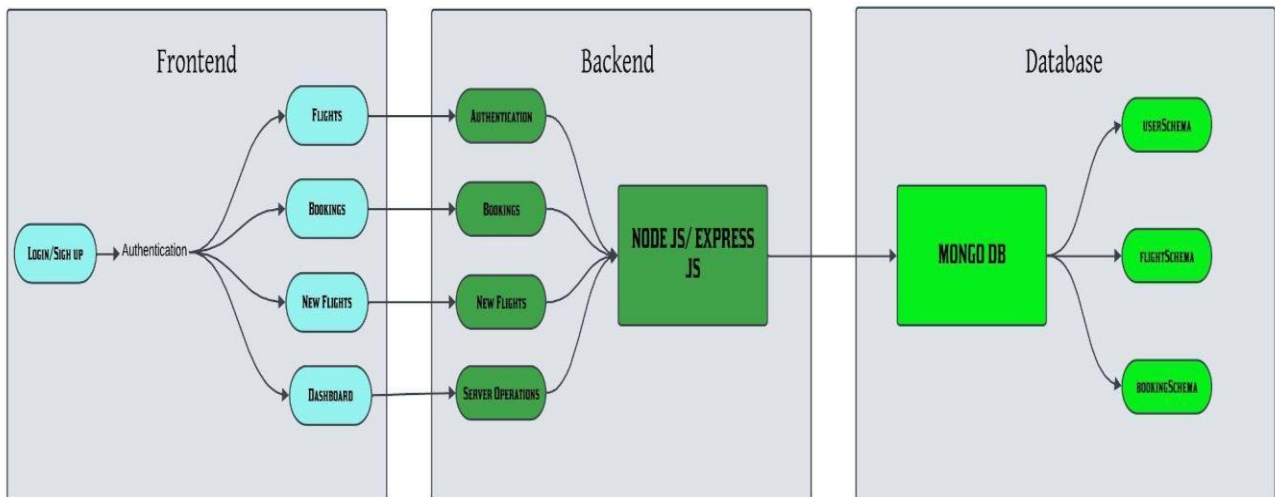 Frontend
Flights
Bookings
Login/Sigh up
Authentication
New Flights
Dashboard
Backend
Authentication
Bookings
NODE JS/ EXPRESS
JS
New Flights
Server Operations
Database
userSchema
MONGO DB
flightSchema
bookingSchema